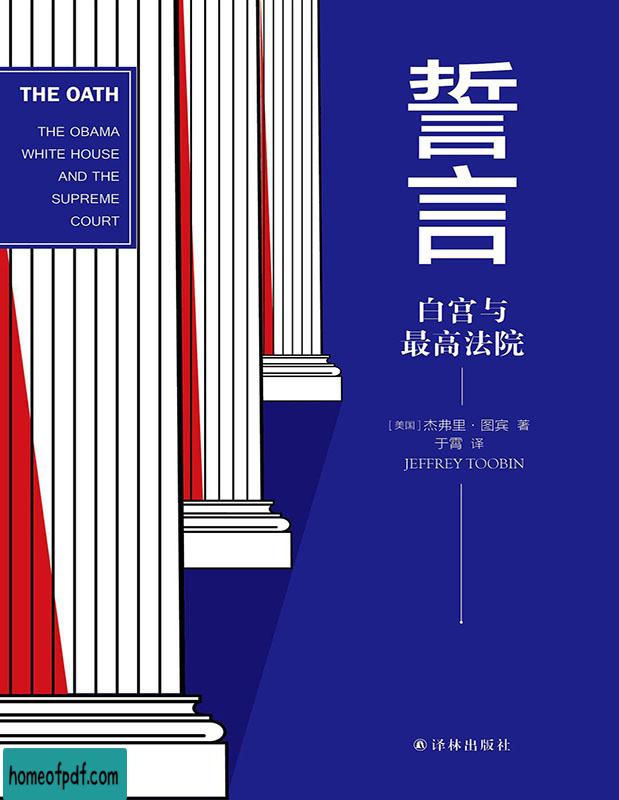 THE OATH
THE OBAMA
WHITE HOUSE
AND THE
SUPREME
COURT
誓言
白宫与
最高法院
[美国]杰弗里·图宾 著
于霄 译
JEFFREY TOOBIN
译林出版社
homeofpdf.com